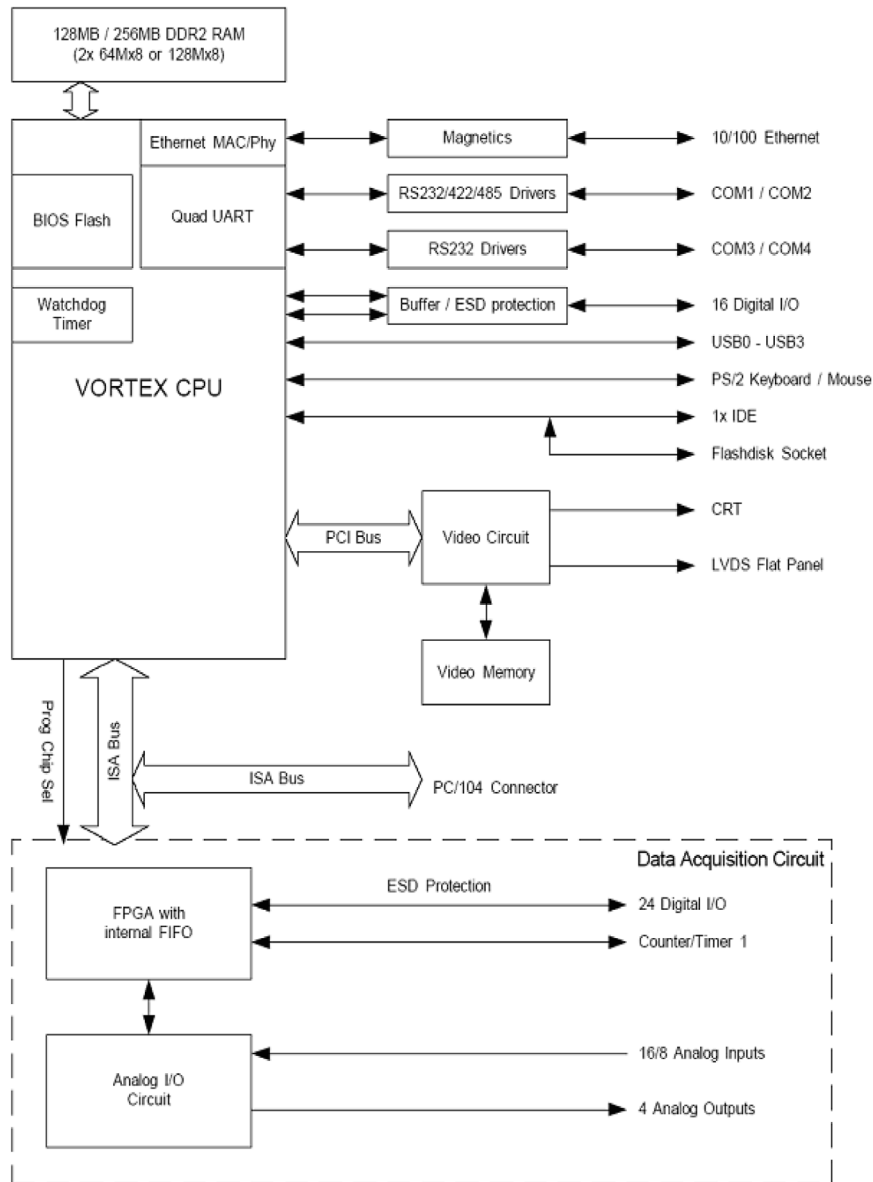 128MB / 256MB DDR2 RAM
(2x 64Mx8 or 128Mx8)
Ethernet MAC/Phy
Magnetics
10/100 Ethernet
BIOS Flash
Quad UART
RS232/422/485 Drivers
COM1 / COM2
RS232 Drivers
COM3 / COM4
Watchdog
Timer
Buffer / ESD protection
16 Digital I/O
USB0 - USB3
VORTEX CPU
PS/2 Keyboard / Mouse
1x IDE
Flashdisk Socket
CRT
PCI Bus
Video Circuit
LVDS Flat Panel
Video Memory
Prog Chip Sel
ISA Bus
ISA Bus
PC/104 Connector
Data Acquisition Circuit
FPGA with
internal FIFO
ESD Protection
24 Digital I/O
Counter/Timer 1
Analog I/O
Circuit
16/8 Analog Inputs
4 Analog Outputs